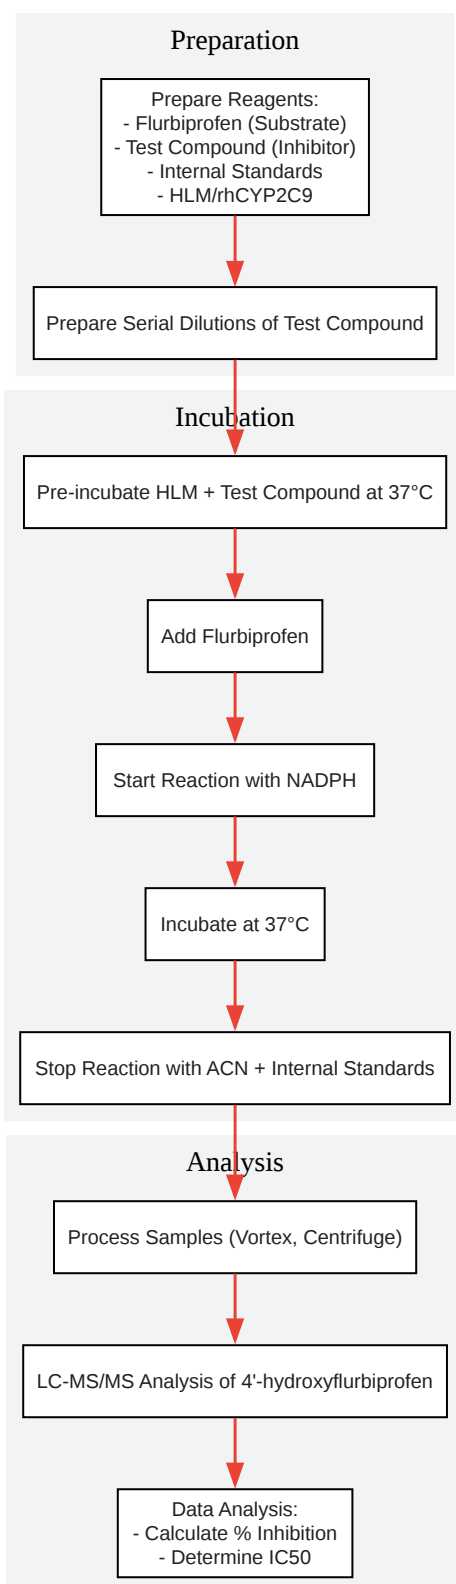 Preparation
Prepare Reagents:
- Flurbiprofen (Substrate)
- Test Compound (Inhibitor)
- Internal Standards
- HLM/rhCYP2C9
Prepare Serial Dilutions of Test Compound
Incubation
Pre-incubate HLM + Test Compound at 37°C
Add Flurbiprofen
Start Reaction with NADPH
Incubate at 37°C
Stop Reaction with ACN + Internal Standards
Analysis
Process Samples (Vortex, Centrifuge)
LC-MS/MS Analysis of 4'-hydroxyflurbiprofen
Data Analysis:
- Calculate % Inhibition
- Determine IC50